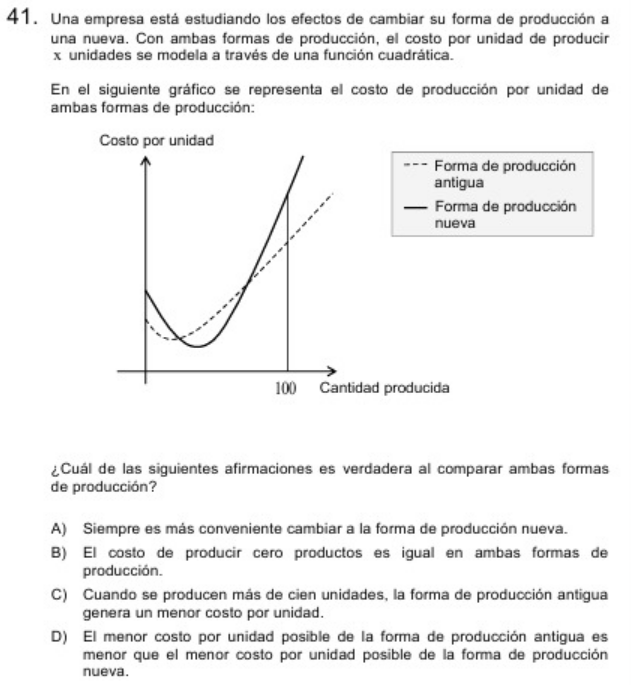 41. Una empresa está estudiando los efectos de cambiar su forma de producción a
una nueva. Con ambas formas de producción, el costo por unidad de producir
x unidades se modela a través de una función cuadrática.
En el siguiente gráfico se representa el costo de producción por unidad de
ambas formas de producción:
Costo por unidad
Forma de producción
antigua
Forma de producción
nueva
100 Cantidad producida
¿Cuál de las siguientes afirmaciones es verdadera al comparar ambas formas
de producción?
A) Siempre es más conveniente cambiar a la forma de producción nueva.
B) El costo de producir cero productos es igual en ambas formas de
producción.
C) Cuando se producen más de cien unidades, la forma de producción antigua
genera un menor costo por unidad.
D) El menor costo por unidad posible de la forma de producción antigua es
menor que el menor costo por unidad posible de la forma de producción
nueva.